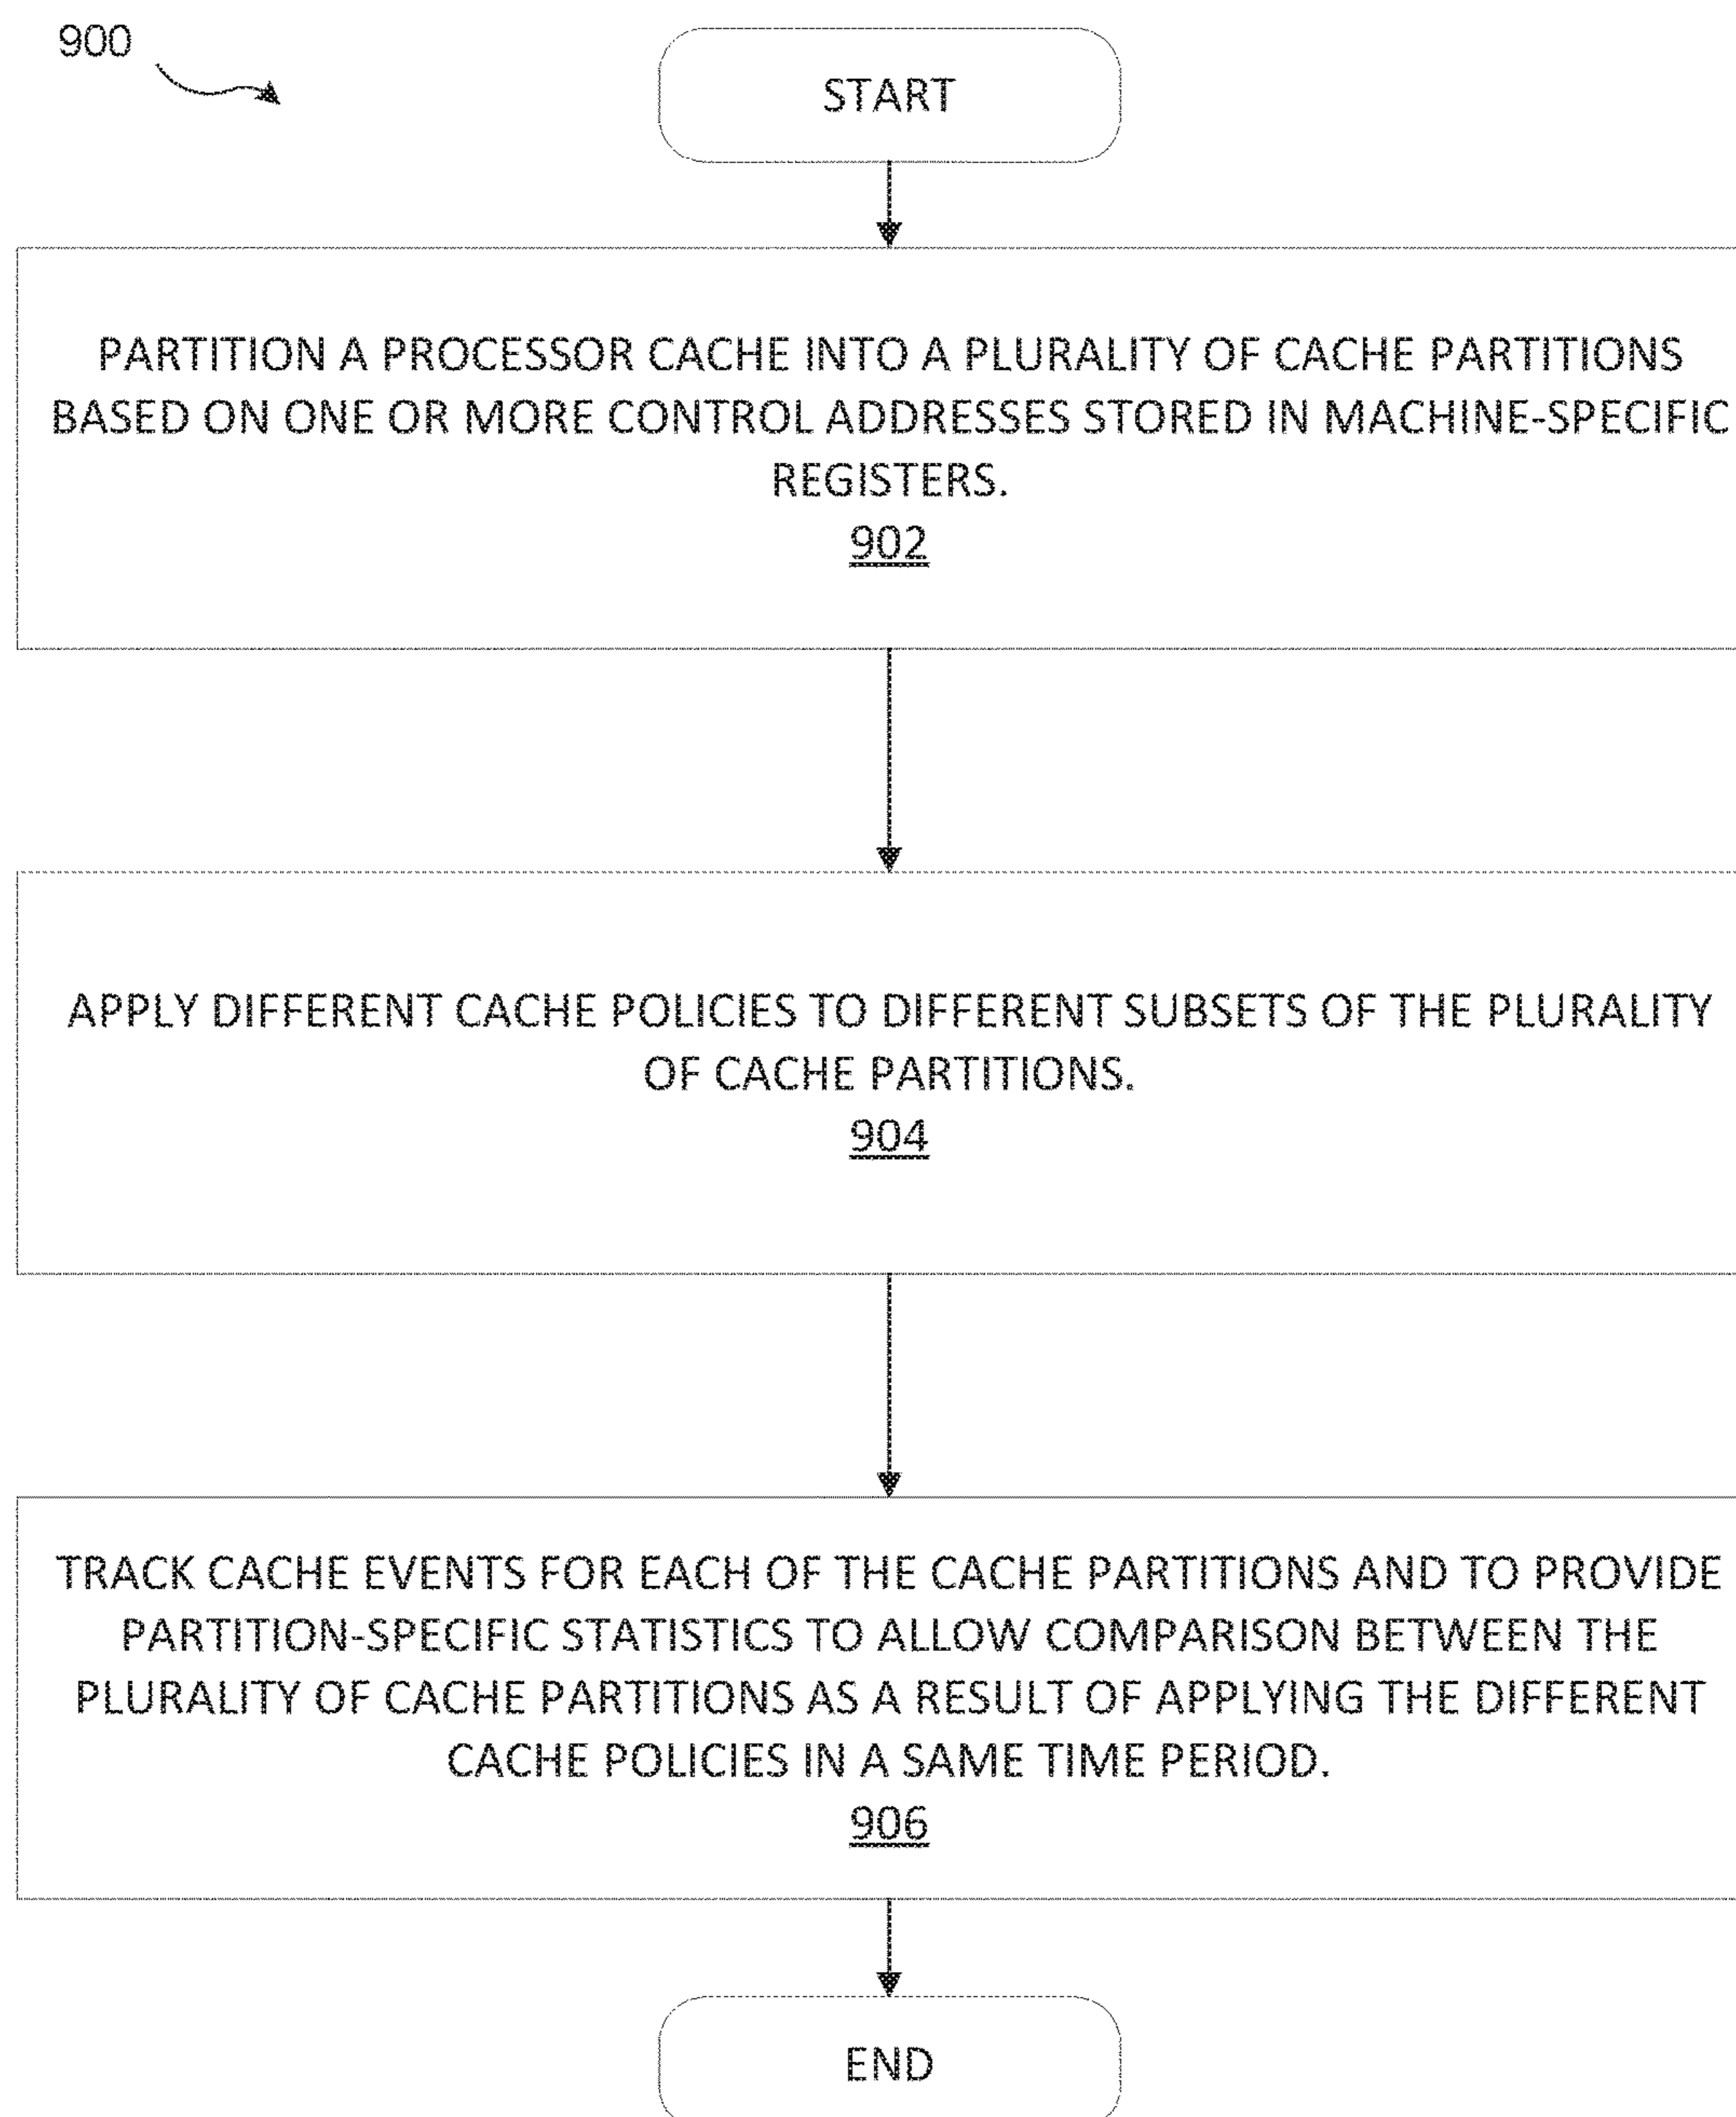 900
START
PARTITION A PROCESSOR CACHE INTO A PLURALITY OF CACHE PARTITIONS
BASED ON ONE OR MORE CONTROL ADDRESSES STORED IN MACHINE-SPECIFIC
REGISTERS.
902
APPLY DIFFERENT CACHE POLICIES TO DIFFERENT SUBSETS OF THE PLURALITY
OF CACHE PARTITIONS.
904
TRACK CACHE EVENTS FOR EACH OF THE CACHE PARTITIONS AND TO PROVIDE
PARTITION-SPECIFIC STATISTICS TO ALLOW COMPARISON BETWEEN THE
PLURALITY OF CACHE PARTITIONS AS A RESULT OF APPLYING THE DIFFERENT
CACHE POLICIES IN A SAME TIME PERIOD.
906
END